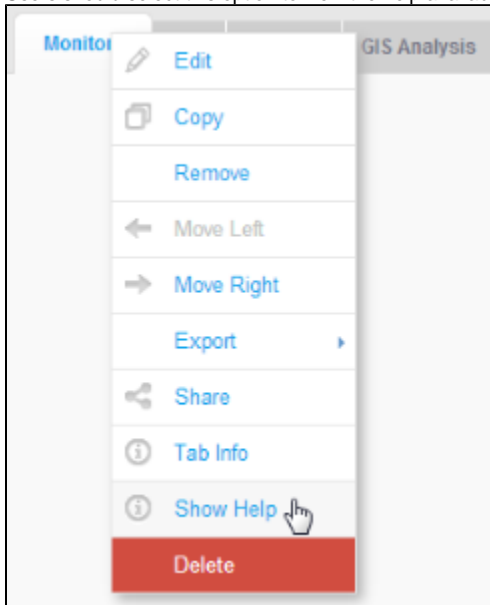 Monitor
GIS Analysis
Edit
Copy
Remove
Move Left
Move Right
Export
Share
Tab Info
Show Help
Delete